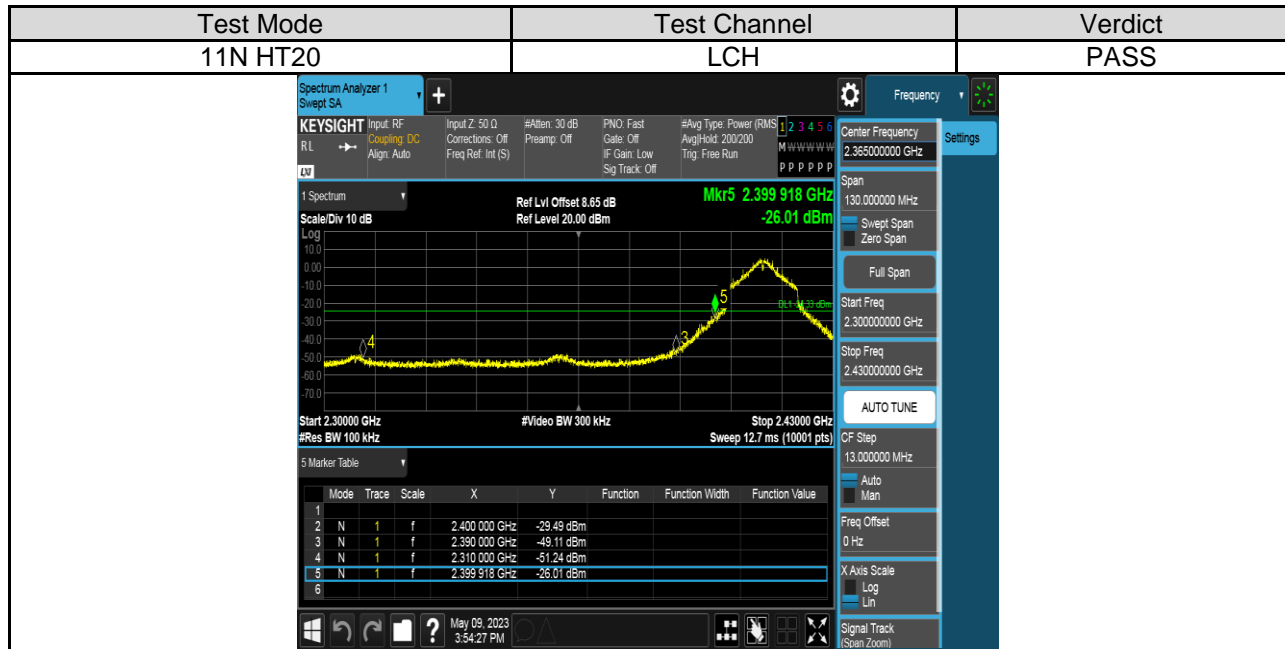 Test Mode Test Channel Verdict
11N HT20 LCH PASS
Spectrum Analyzer 1
Swept SA
+
Frequency
KEYSIGHT Input: RF Input Z: 50 Ω #Atten: 30 dB PNO: Fast #Avg Type: Power (RMS 1 2 3 4 5 6
RL Coupling: DC Corrections: Off Preamp: Off Gate: Off Avg|Hold: 200/200 M W W W W W
Align: Auto Freq Ref: Int (S) IF Gain: Low Trig: Free Run
LXI Sig Track: Off P P P P P P
1 Spectrum Ref Lvl Offset 8.65 dB Mkr5 2.399 918 GHz
Scale/Div 10 dB Ref Level 20.00 dBm -26.01 dBm
Log
10.0
0.00
-10.0
-20.0
-30.0
-40.0
-50.0
-60.0
-70.0
4
3
5
Start 2.30000 GHz #Video BW 300 kHz Stop 2.43000 GHz
#Res BW 100 kHz Sweep 12.7 ms (10001 pts)
5 Marker Table
Mode Trace Scale X Y Function Function Width Function Value
1
2 N 1 f 2.400 000 GHz -29.49 dBm
3 N 1 f 2.390 000 GHz -49.11 dBm
4 N 1 f 2.310 000 GHz -51.24 dBm
5 N 1 f 2.399 918 GHz -26.01 dBm
6
? May 09, 2023
3:54:27 PM
Center Frequency
2.365000000 GHz
Settings
Span
130.000000 MHz
Swept Span
Zero Span
Full Span
Start Freq
2.300000000 GHz
Stop Freq
2.430000000 GHz
AUTO TUNE
CF Step
13.000000 MHz
Auto
Man
Freq Offset
0 Hz
X Axis Scale
Log
Lin
Signal Track
(Span Zoom)